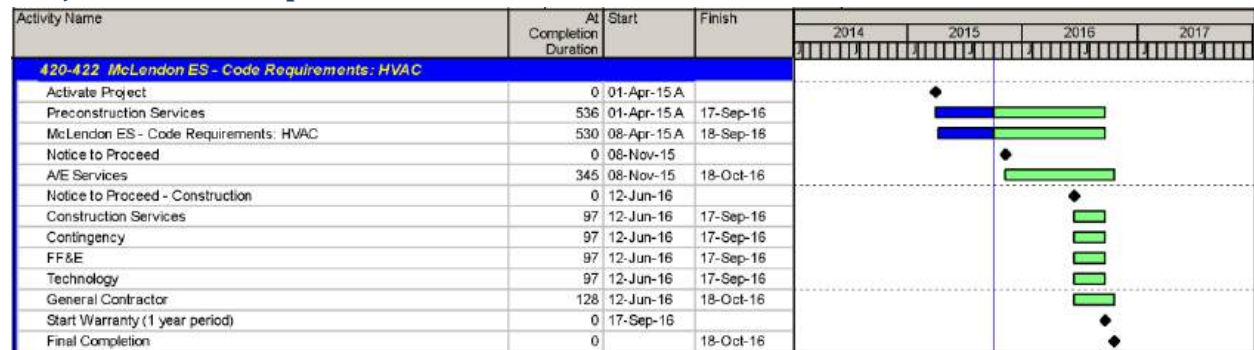 Activity Name At Completion Duration Start Finish 2014 2015 2016 2017
420-422 McLendon ES - Code Requirements: HVAC
Activate Project 0 01-Apr-15 A
Preconstruction Services 536 01-Apr-15 A 17-Sep-16
McLendon ES - Code Requirements: HVAC 530 08-Apr-15 A 18-Sep-16
Notice to Proceed 0 08-Nov-15
A/E Services 345 08-Nov-15 18-Oct-16
Notice to Proceed - Construction 0 12-Jun-16
Construction Services 97 12-Jun-16 17-Sep-16
Contingency 97 12-Jun-16 17-Sep-16
FF&E 97 12-Jun-16 17-Sep-16
Technology 97 12-Jun-16 17-Sep-16
General Contractor 128 12-Jun-16 18-Oct-16
Start Warranty (1 year period) 0 17-Sep-16
Final Completion 0 18-Oct-16